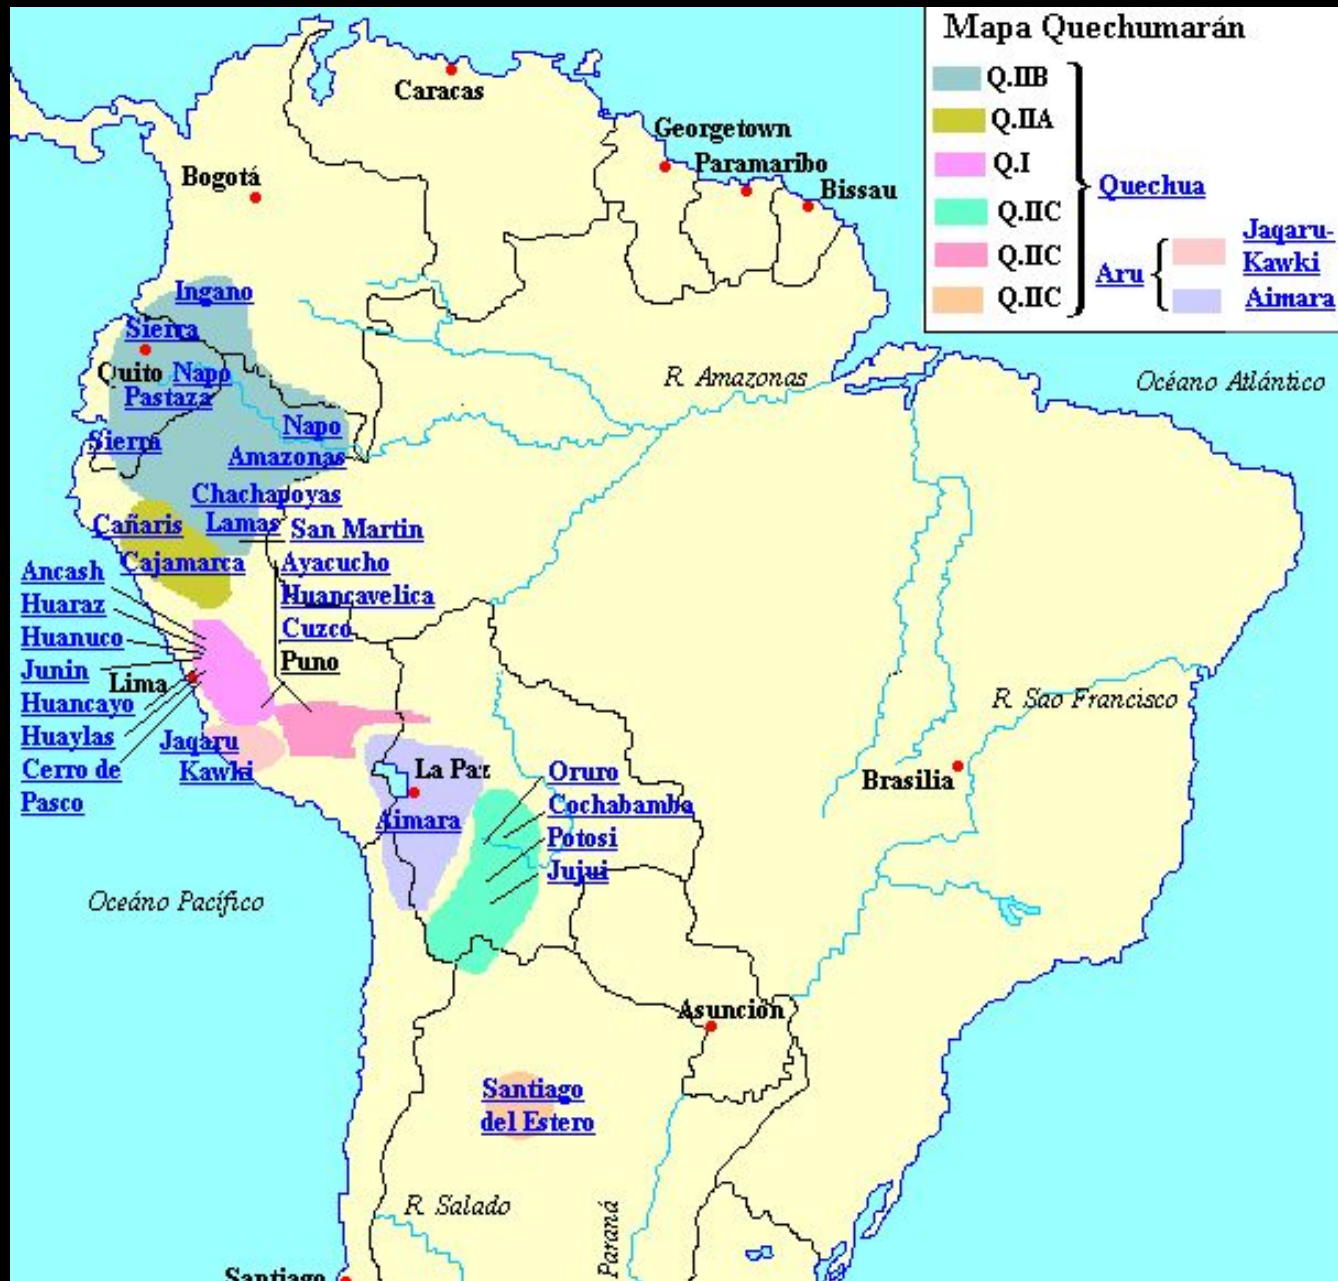 Mapa Quechumarán
Q.IIB
Q.IIA
Q.I
Q.IIC
Q.IIC
Q.IIC
Quechua
Aru
Jaqaru-
Kawki
Aimara
Caracas
Georgetown
Paramaribo
Bissau
Bogotá
Ingano
Sierra
Quito
Napo
Pastaza
Sierra
Napo
Amazonas
Chachapoyas
Lamas
San Martin
Cañaris
Cajamarca
R. Amazonas
Océano Atlántico
Ancash
Huaraz
Huanuco
Junin
Lima
Huancayo
Huaylas
Cerro de
Pasco
Ayacucho
Huancavelica
Cuzco
Puno
Jaqaru
Kawki
La Paz
Aimara
Oruro
Cochabamba
Potosi
Jujui
R. Sao Francisco
Brasilia
Oceáno Pacífico
Asunción
Santiago
del Estero
R. Salado
Paraná
Santiago